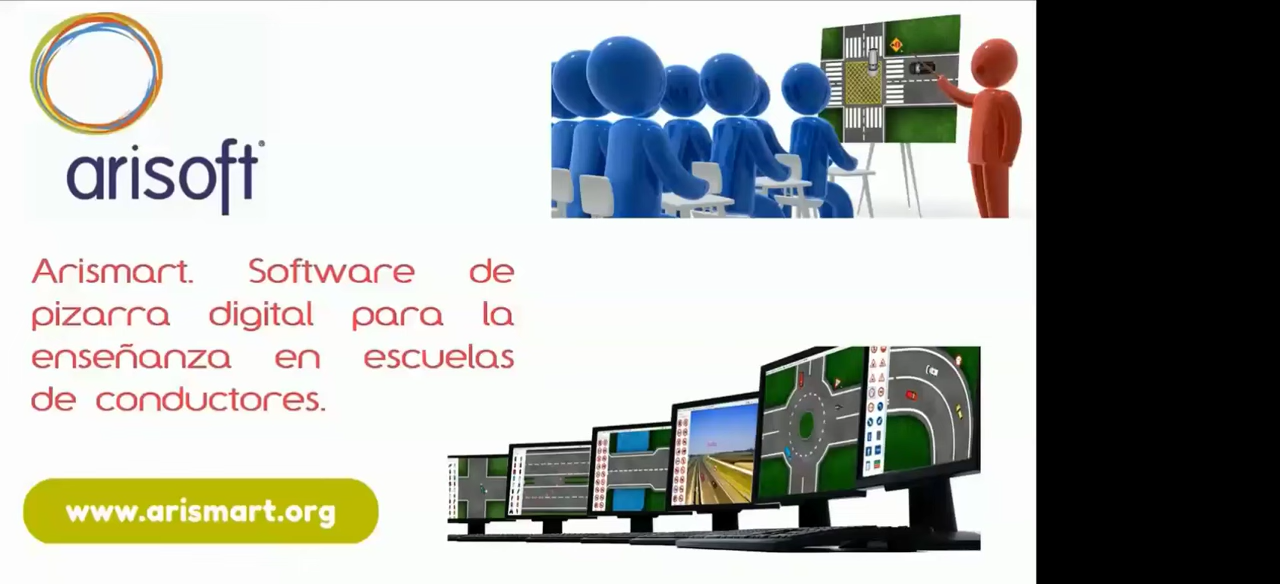 arisoft®
Arismart. Software de
pizarra digital para la
enseñanza en escuelas
de conductores.
www.arismart.org